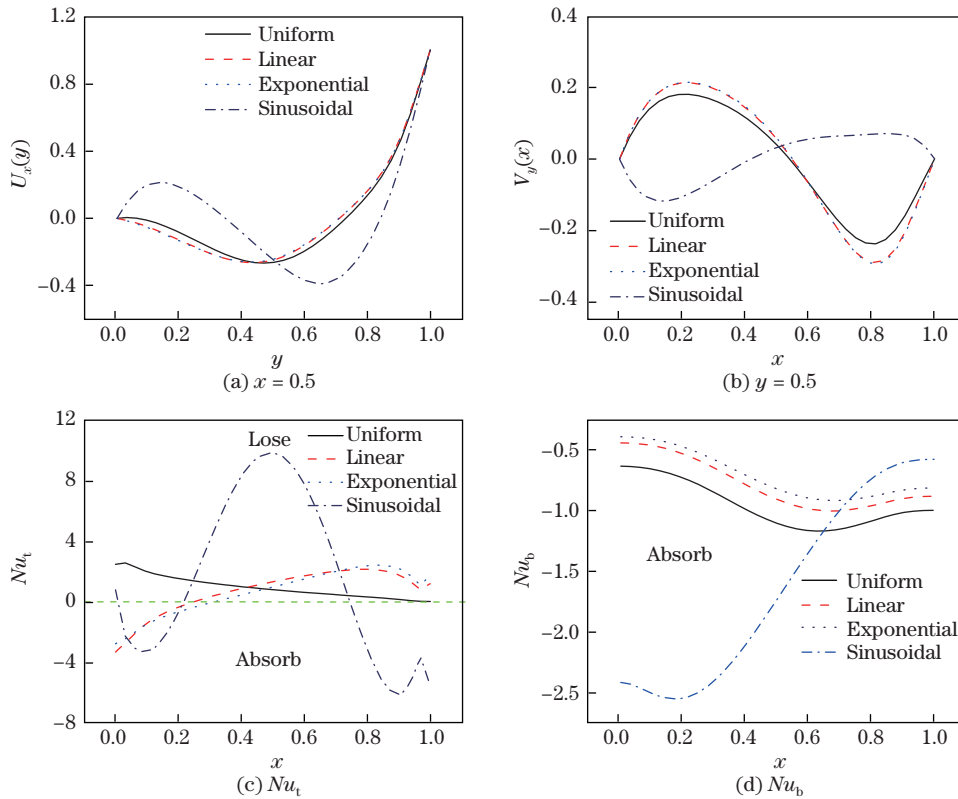 1.2
0.8
0.4
0.0
−0.4
U_x(y)
Uniform
Linear
Exponential
Sinusoidal
0.0 0.2 0.4 0.6 0.8 1.0
y
(a) x = 0.5
0.4
0.2
0.0
−0.2
−0.4
V_y(x)
Uniform
Linear
Exponential
Sinusoidal
0.0 0.2 0.4 0.6 0.8 1.0
x
(b) y = 0.5
12
8
4
0
−4
−8
Nu_t
Lose
Uniform
Linear
Exponential
Sinusoidal
Absorb
0.0 0.2 0.4 0.6 0.8 1.0
x
(c) Nu_t
−0.5
−1.0
−1.5
−2.0
−2.5
Nu_b
Absorb
Uniform
Linear
Exponential
Sinusoidal
0.0 0.2 0.4 0.6 0.8 1.0
x
(d) Nu_b